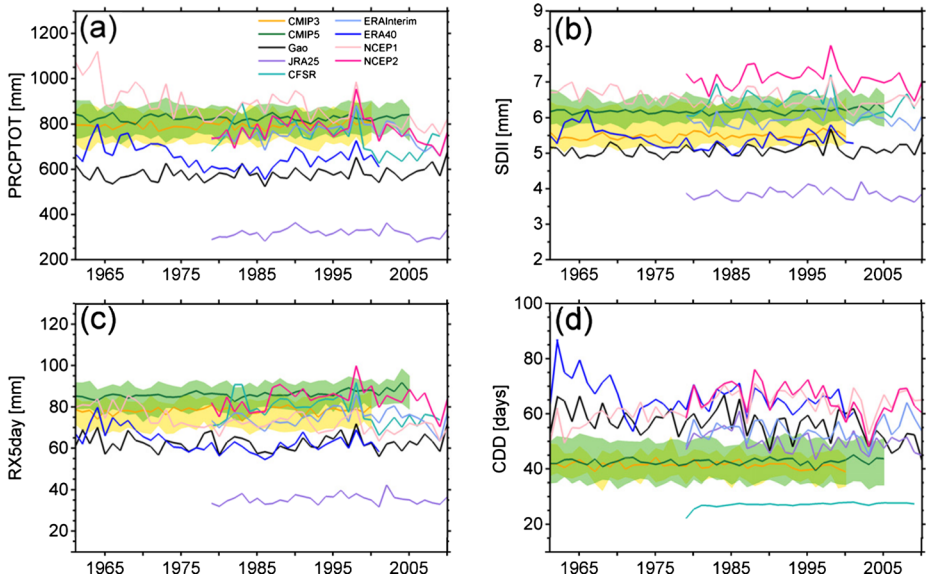 (a)
CMIP3
CMIP5
Gao
JRA25
CFSR
ERAInterim
ERA40
NCEP1
NCEP2
PRCPTOT [mm]
1200
1000
800
600
400
200
1965 1975 1985 1995 2005
(b)
SDII [mm]
9
8
7
6
5
4
3
2
1965 1975 1985 1995 2005
(c)
RX5day [mm]
120
100
80
60
40
20
1965 1975 1985 1995 2005
(d)
CDD [days]
100
80
60
40
20
1965 1975 1985 1995 2005